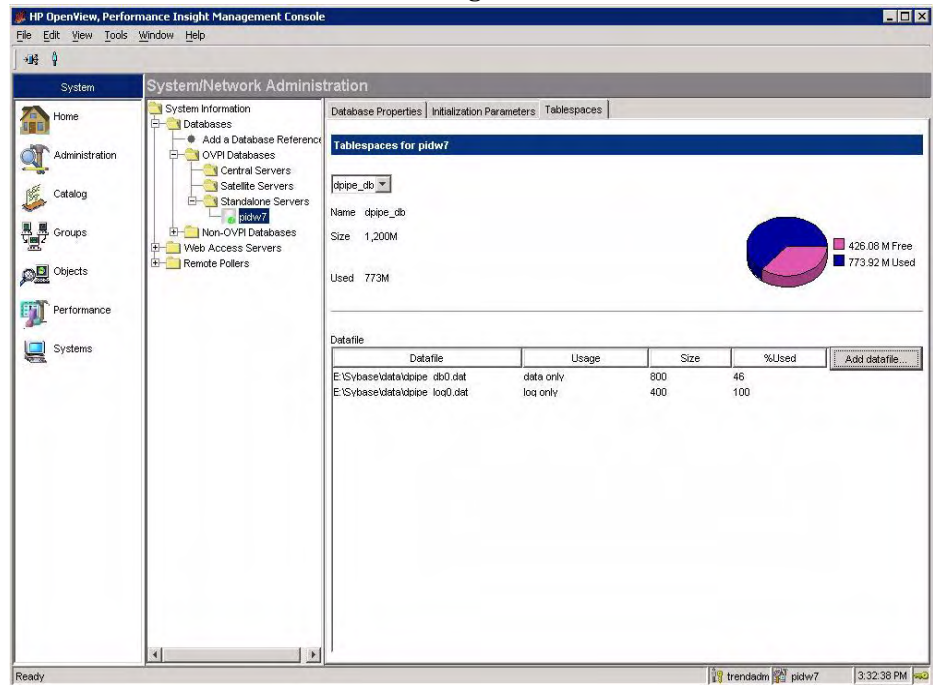 HP OpenView, Performance Insight Management Console
File Edit View Tools Window Help
System
System/Network Administration
Home
Administration
Catalog
Groups
Objects
Performance
Systems
System Information
Databases
Add a Database Reference
OVPI Databases
Central Servers
Satellite Servers
Standalone Servers
pidw7
Non-OVPI Databases
Web Access Servers
Remote Pollers
Database Properties Initialization Parameters Tablespaces
Tablespaces for pidw7
dpipe_db
Name dpipe_db
Size 1,200M
Used 773M
426.08 M Free
773.92 M Used
Datafile
Datafile Usage Size %Used Add datafile...
E:\Sybase\data\dpipe_db0.dat data only 800 46
E:\Sybase\data\dpipe_log0.dat log only 400 100
Ready trendadm pidw7 3:32:38 PM